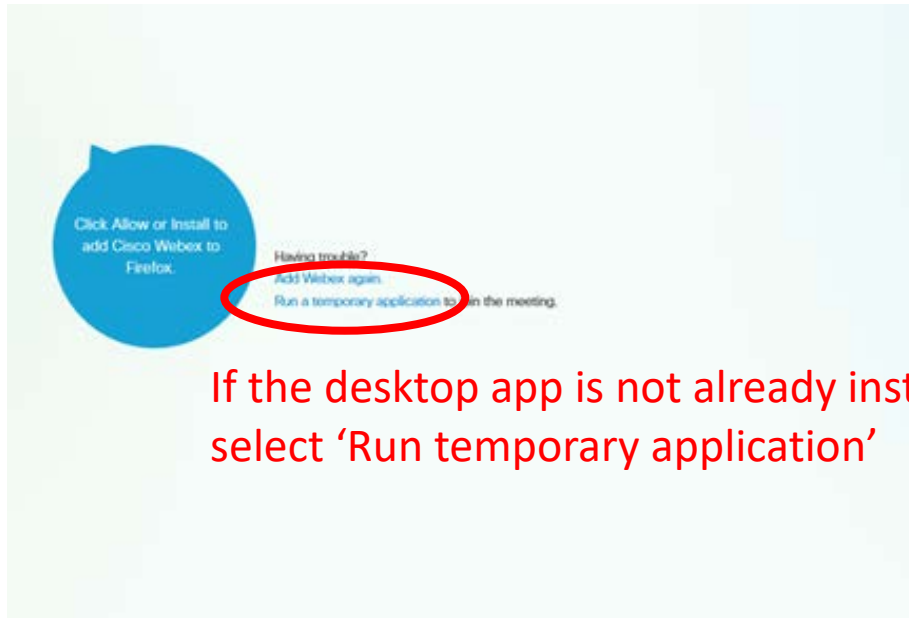 Click Allow or Install to
add Cisco Webex to
Firefox.
Having trouble?
Add Webex again.
Run a temporary application to join the meeting.
If the desktop app is not already inst
select ‘Run temporary application’